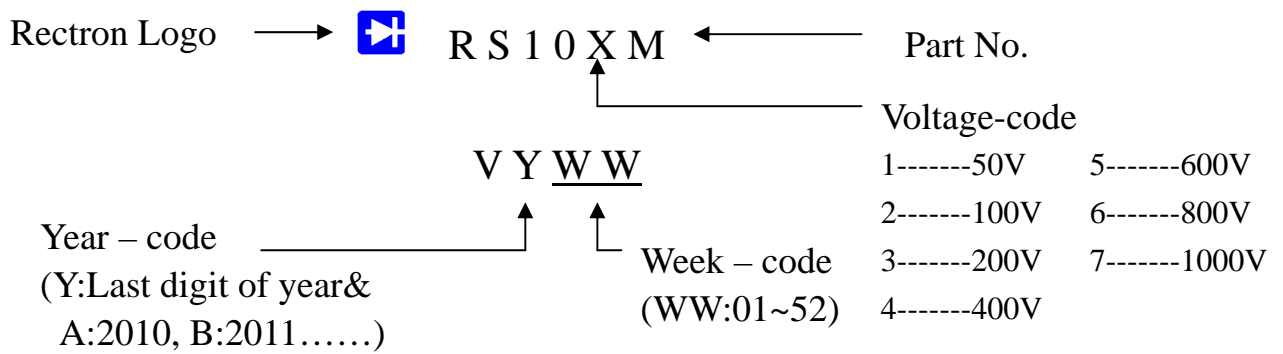 Rectron Logo
R S 1 0 X M
Part No.
Voltage-code
V Y W W
1-------50V 5-------600V
2-------100V 6-------800V
3-------200V 7-------1000V
4-------400V
Year – code
(Y:Last digit of year&
A:2010, B:2011……)
Week – code
(WW:01~52)